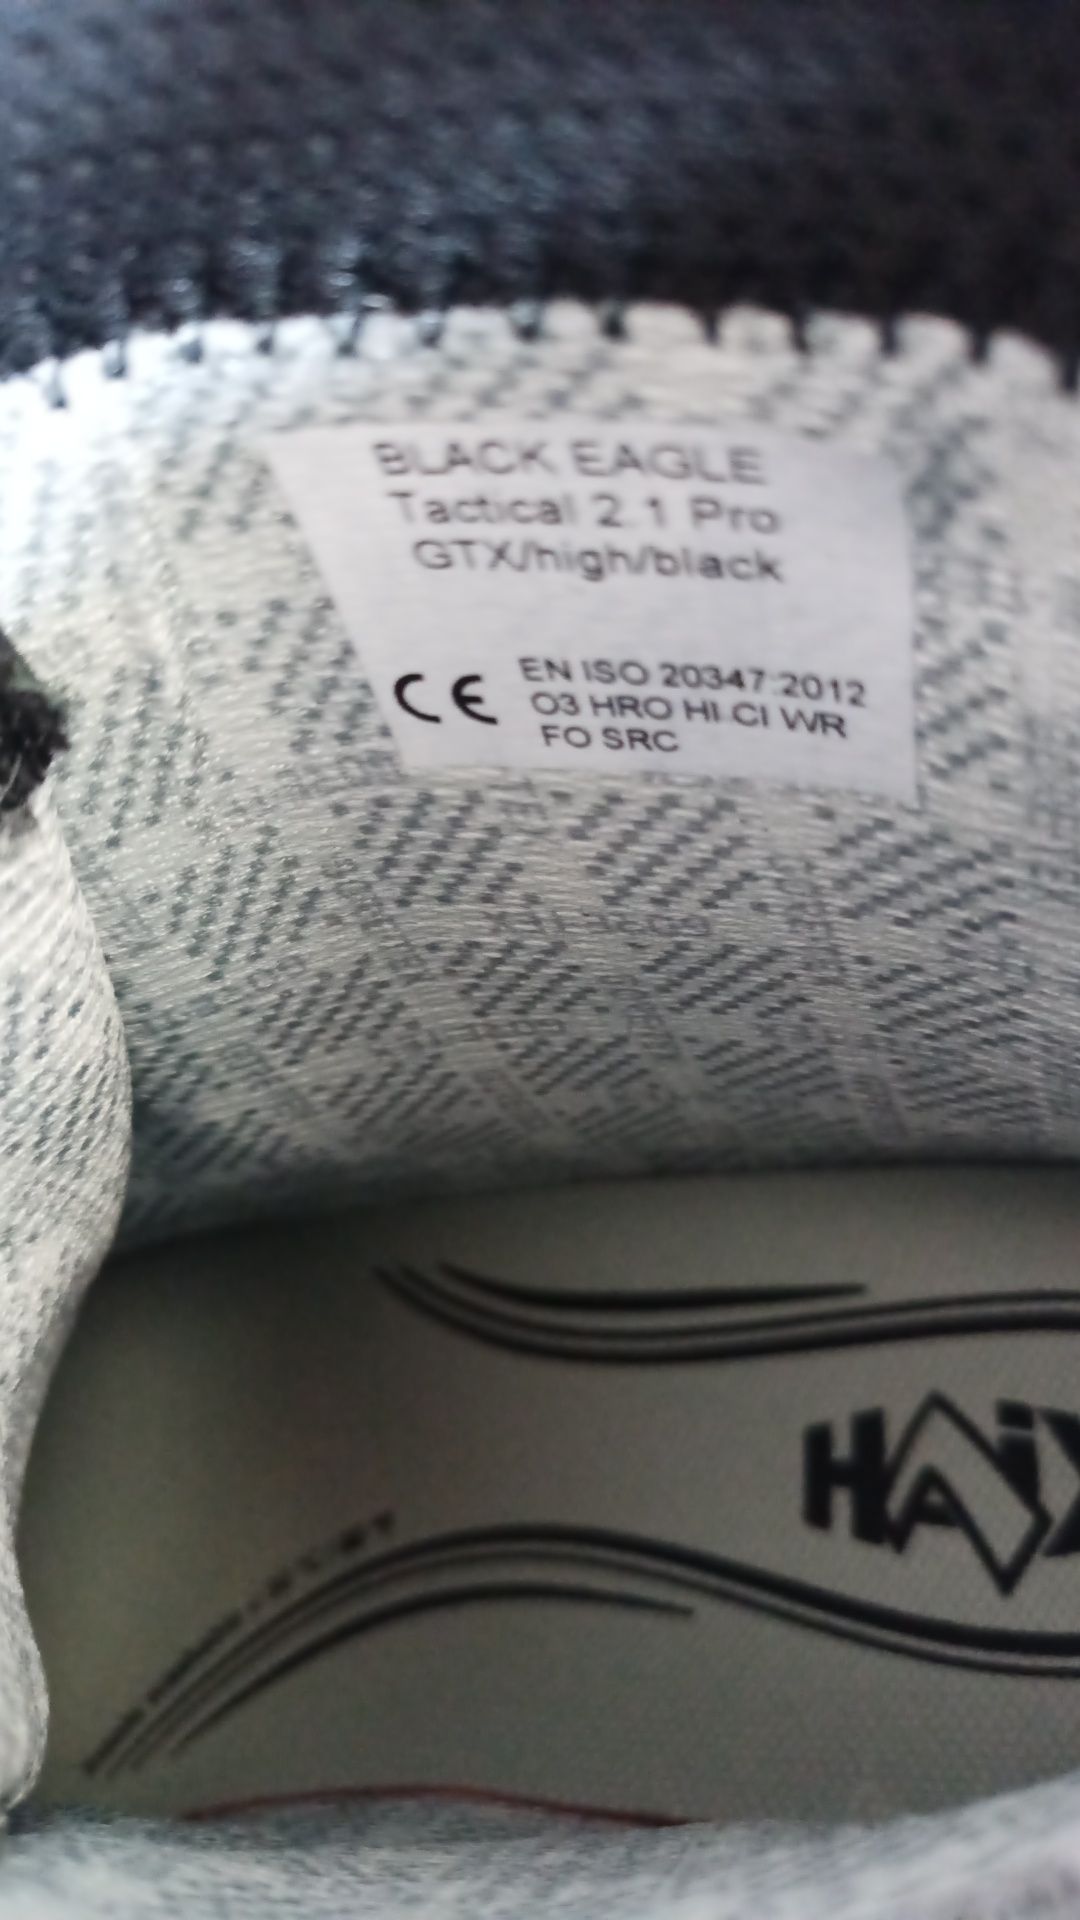 BLACK EAGLE
Tactical 2.1 Pro
GTX/high/black
CE
EN ISO 20347:2012
O3 HRO HI CI WR
FO SRC
HAIX